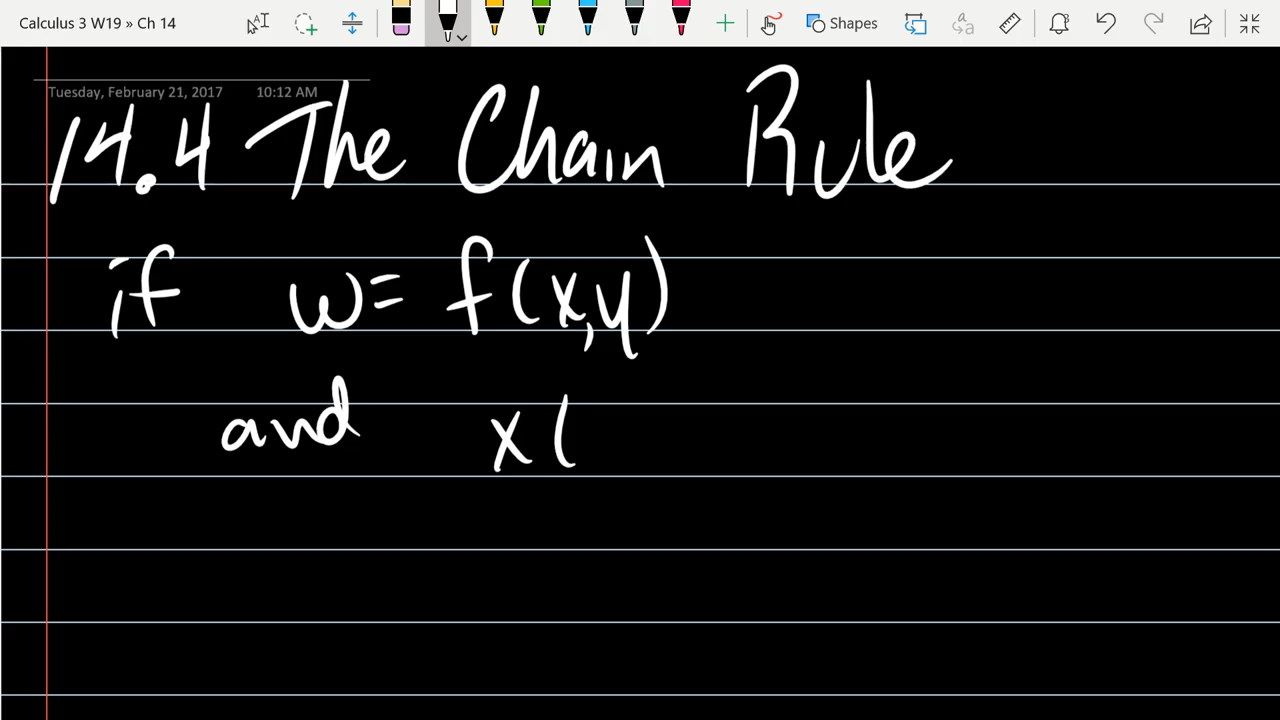 Calculus 3 W19 » Ch 14
Shapes
Tuesday, February 21, 2017 10:12 AM
14.4 The Chain Rule
if w= f(x,y)
and x(